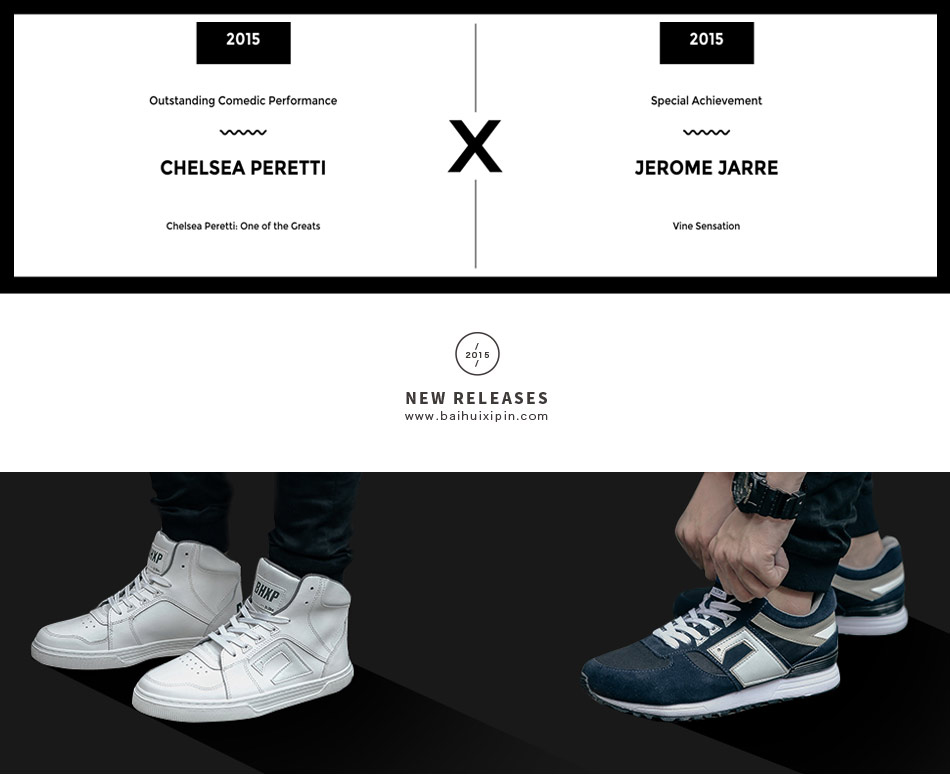 2015
Outstanding Comedic Performance
CHELSEA PERETTI
Chelsea Peretti: One of the Greats
X
2015
Special Achievement
JEROME JARRE
Vine Sensation
/
2015
/
NEW RELEASES
www.baihuixipin.com
BHXP